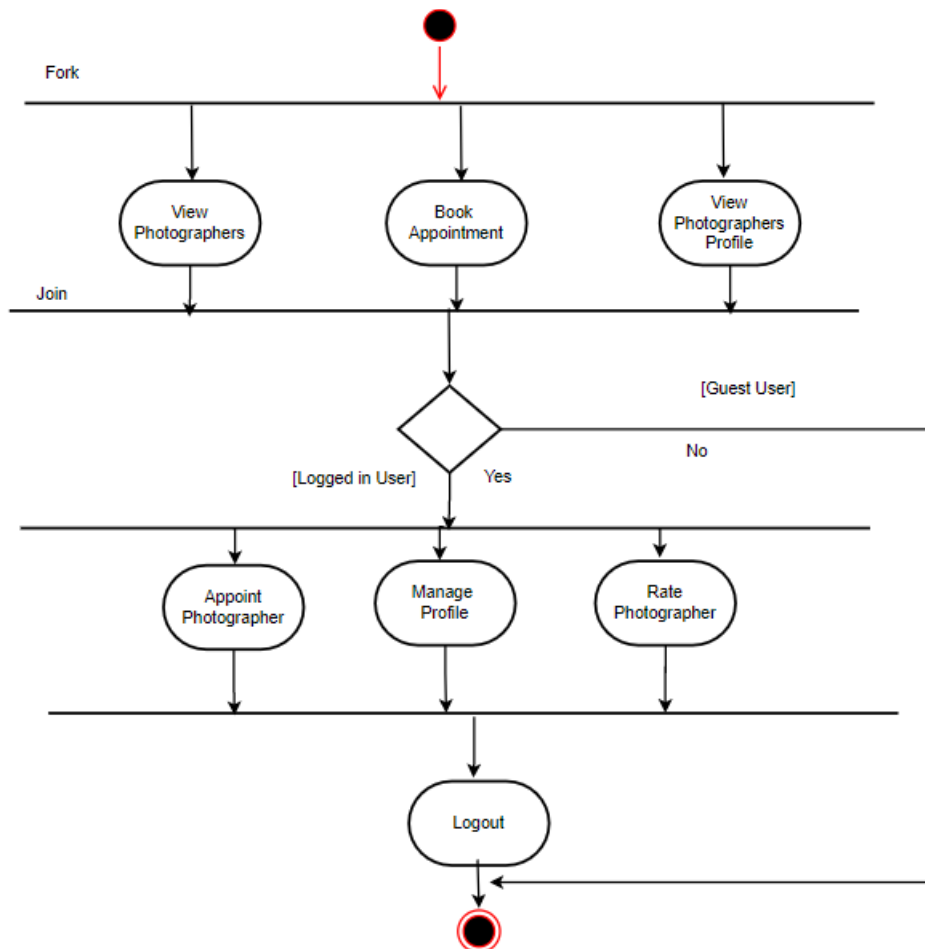 Fork
View
Photographers
Book
Appointment
View
Photographers
Profile
Join
[Guest User]
No
[Logged in User]
Yes
Appoint
Photographer
Manage
Profile
Rate
Photographer
Logout